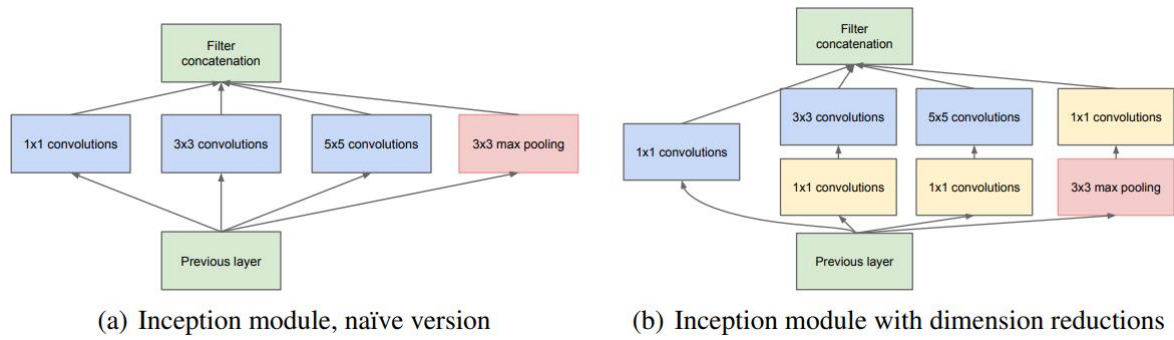 Filter
concatenation
1x1 convolutions
3x3 convolutions
5x5 convolutions
3x3 max pooling
Previous layer
(a) Inception module, naïve version
Filter
concatenation
3x3 convolutions
5x5 convolutions
1x1 convolutions
1x1 convolutions
1x1 convolutions
1x1 convolutions
3x3 max pooling
Previous layer
(b) Inception module with dimension reductions